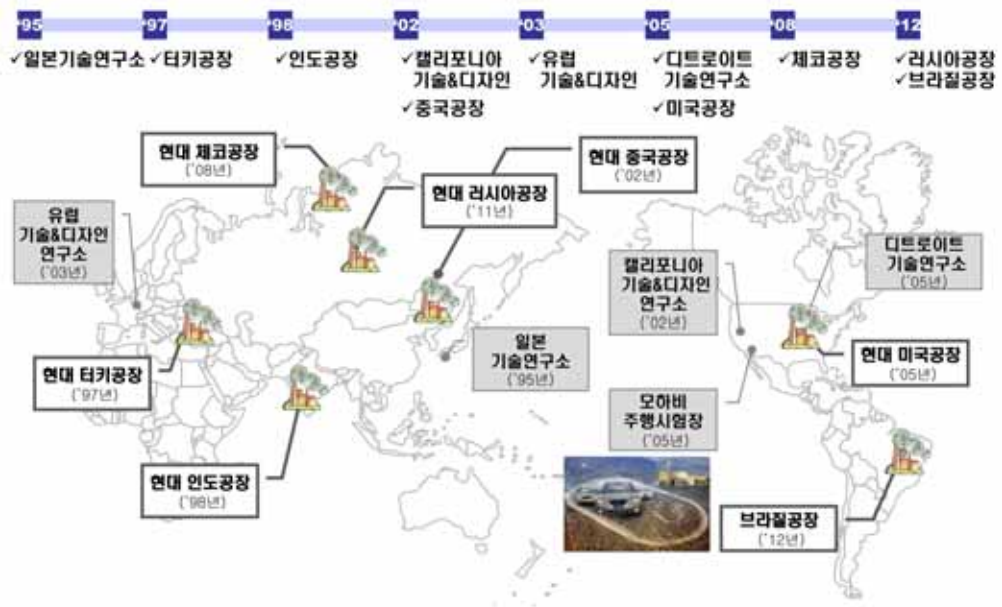 '95 '97 '98 '02 '03 '05 '08 '12
✓일본기술연구소 ✓터키공장 ✓인도공장 ✓캘리포니아 ✓유럽 ✓디트로이트 ✓체코공장 ✓러시아공장
기술&디자인 기술&디자인 기술연구소 ✓브라질공장
✓중국공장 ✓미국공장
현대 체코공장
('08년)
현대 중국공장
('02년)
현대 러시아공장
('11년)
유럽
기술&디자인
연구소
('03년)
디트로이트
기술연구소
('05년)
캘리포니아
기술&디자인
연구소
('02년)
일본
기술연구소
('95년)
현대 미국공장
('05년)
현대 터키공장
('97년)
모하비
주행시험장
('05년)
현대 인도공장
('98년)
브라질공장
('12년)